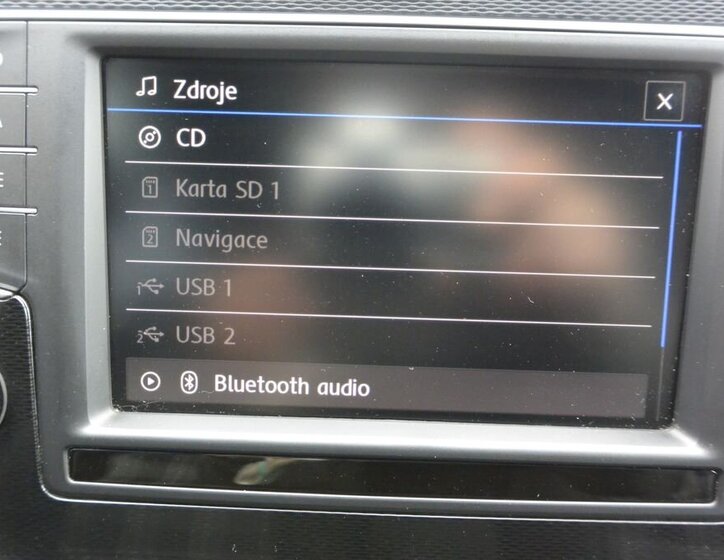 Zdroje
CD
Karta SD 1
Navigace
USB 1
USB 2
Bluetooth audio